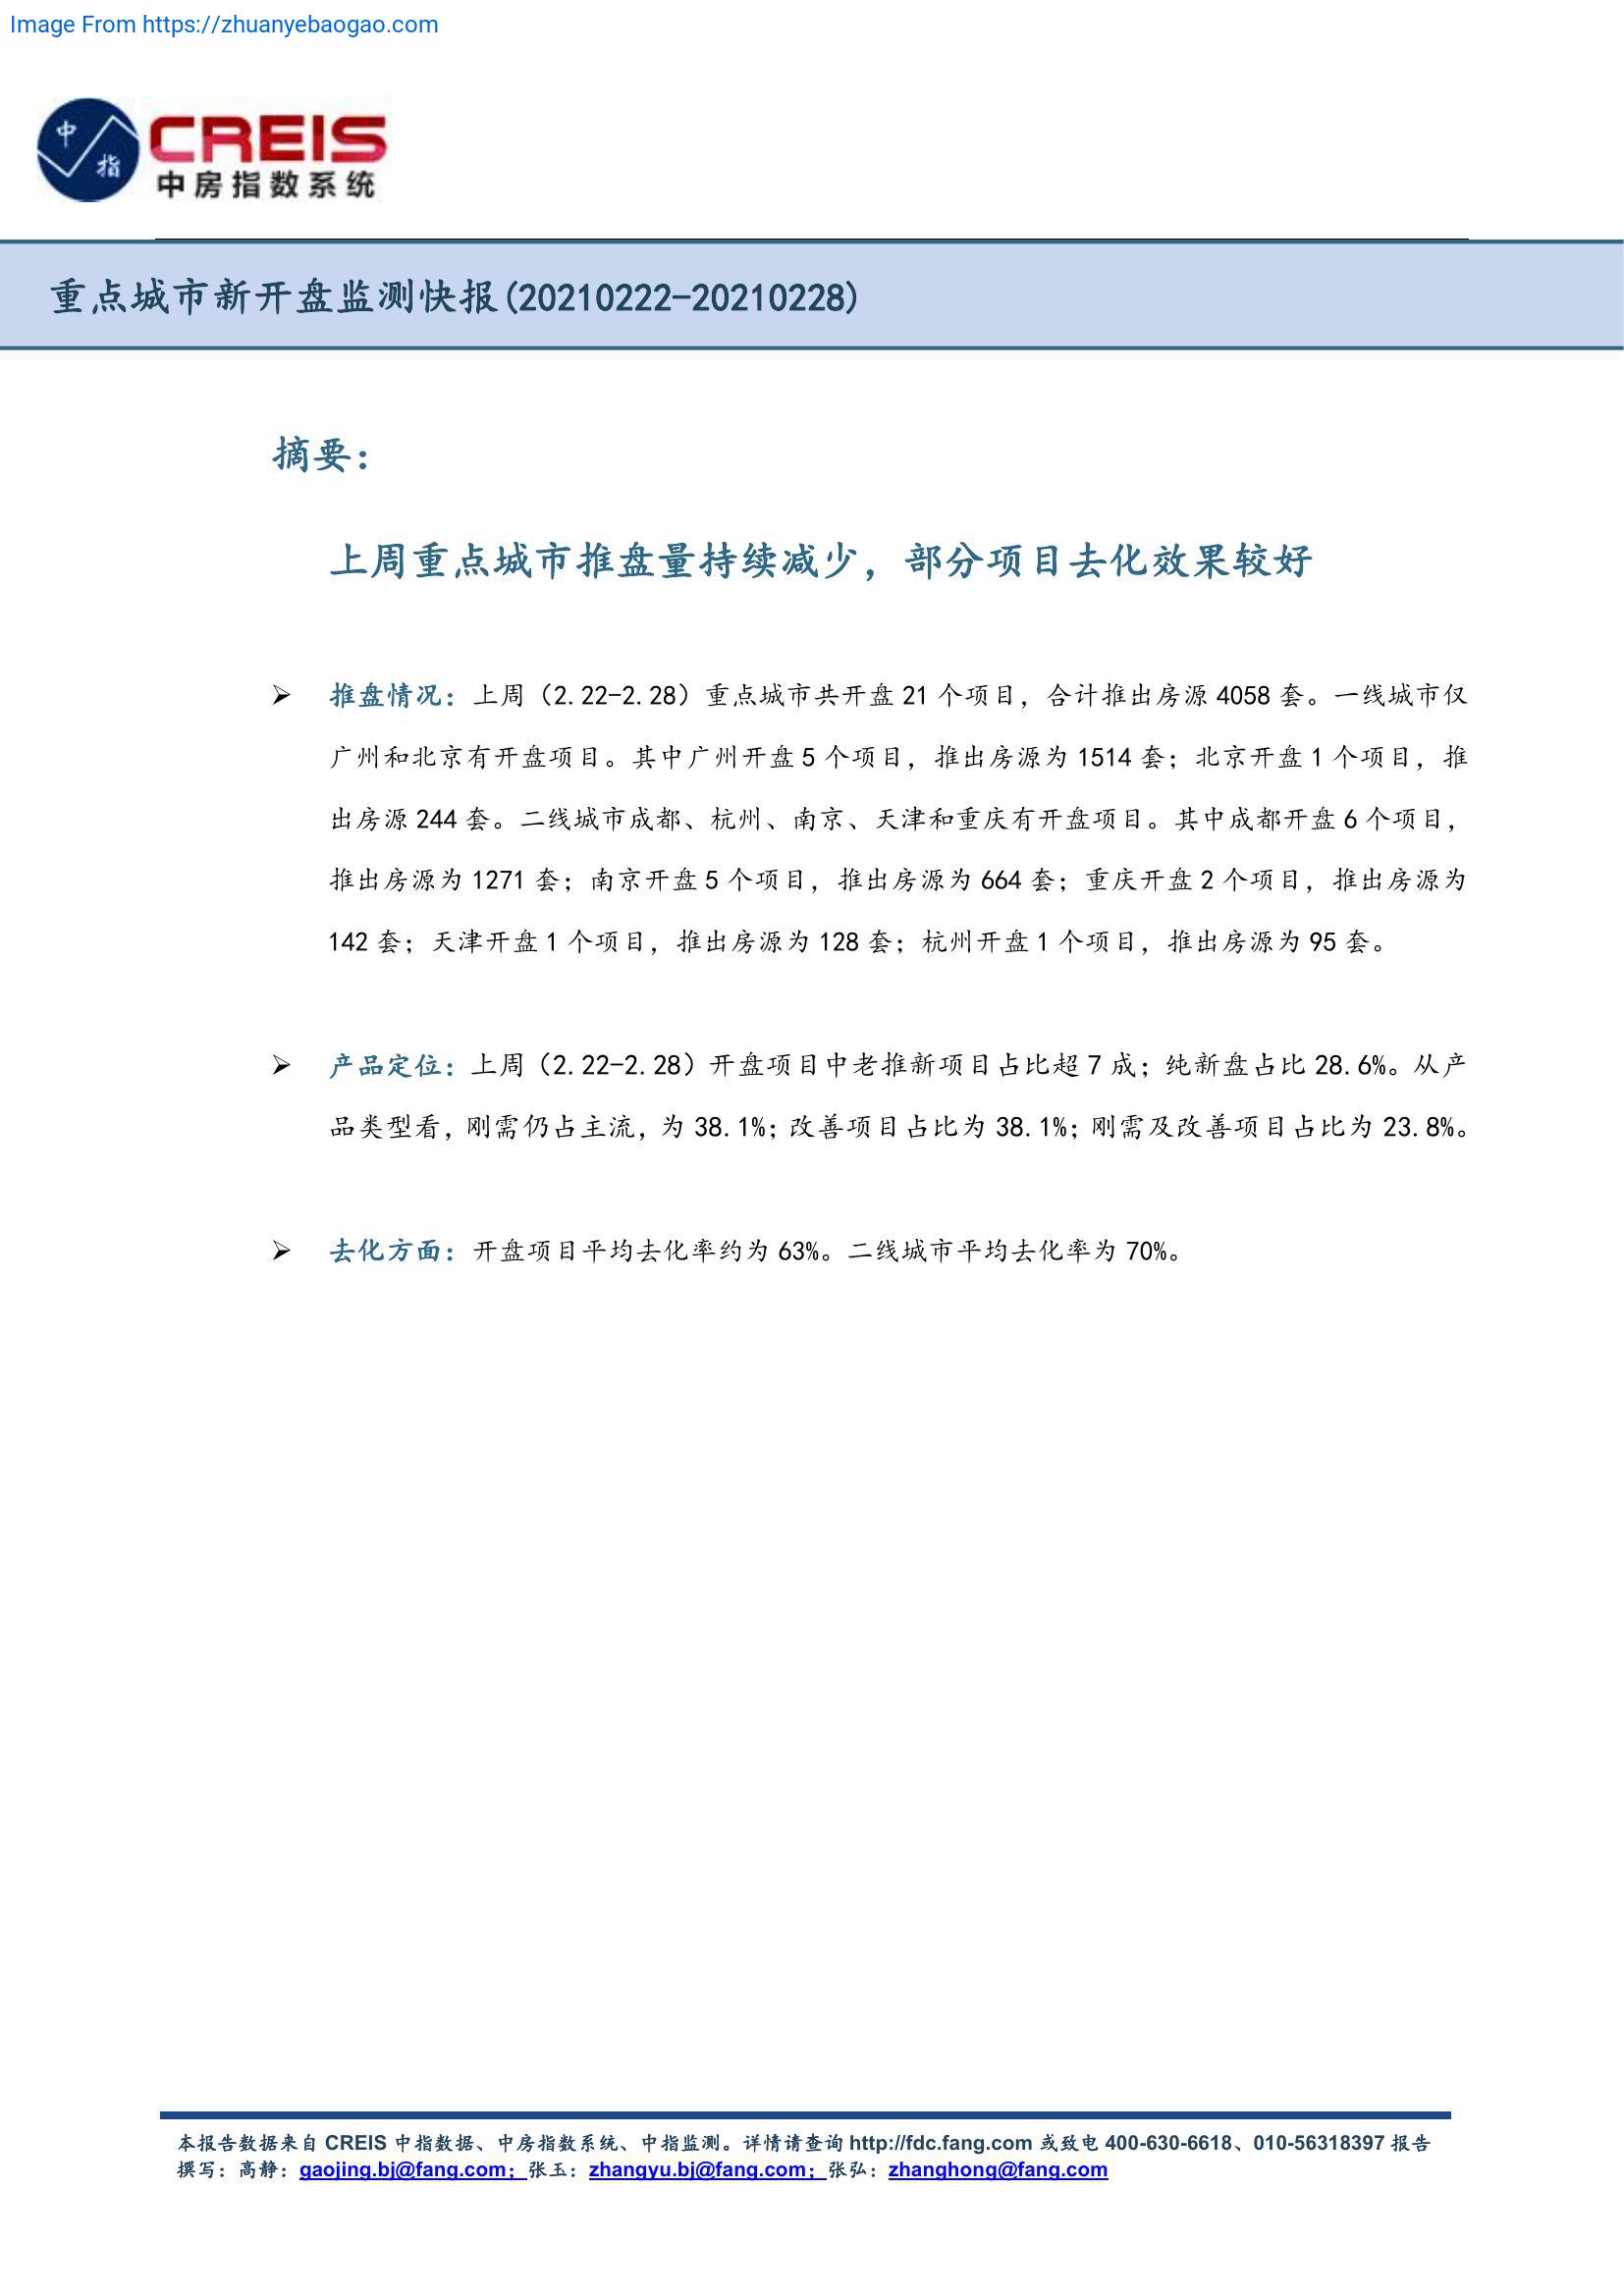 Image From https://zhuanyebaogao.com
中
指
CREIS
中房指数系统
重点城市新开盘监测快报(20210222-20210228)
摘要：
上周重点城市推盘量持续减少，部分项目去化效果较好
➢ 推盘情况：上周（2.22-2.28）重点城市共开盘 21 个项目，合计推出房源 4058 套。一线城市仅
广州和北京有开盘项目。其中广州开盘 5 个项目，推出房源为 1514 套；北京开盘 1 个项目，推
出房源 244 套。二线城市成都、杭州、南京、天津和重庆有开盘项目。其中成都开盘 6 个项目，
推出房源为 1271 套；南京开盘 5 个项目，推出房源为 664 套；重庆开盘 2 个项目，推出房源为
142 套；天津开盘 1 个项目，推出房源为 128 套；杭州开盘 1 个项目，推出房源为 95 套。
➢ 产品定位：上周（2.22-2.28）开盘项目中老推新项目占比超 7 成；纯新盘占比 28.6%。从产
品类型看，刚需仍占主流，为 38.1%；改善项目占比为 38.1%；刚需及改善项目占比为 23.8%。
➢ 去化方面：开盘项目平均去化率约为 63%。二线城市平均去化率为 70%。
本报告数据来自 CREIS 中指数据、中房指数系统、中指监测。详情请查询 http://fdc.fang.com 或致电 400-630-6618、010-56318397 报告
撰写：高静：gaojing.bj@fang.com；张玉：zhangyu.bj@fang.com；张弘：zhanghong@fang.com